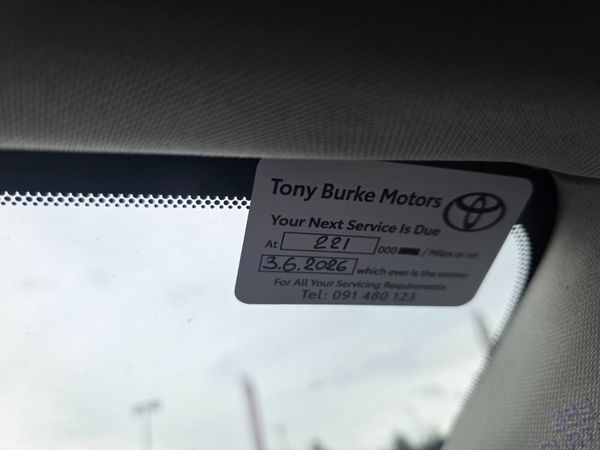 Tony Burke Motors
Your Next Service Is Due
At 221 000 / Miles or on
3.6.2026 which ever is the sooner
For All Your Servicing Requirements
Tel: 091 480 123